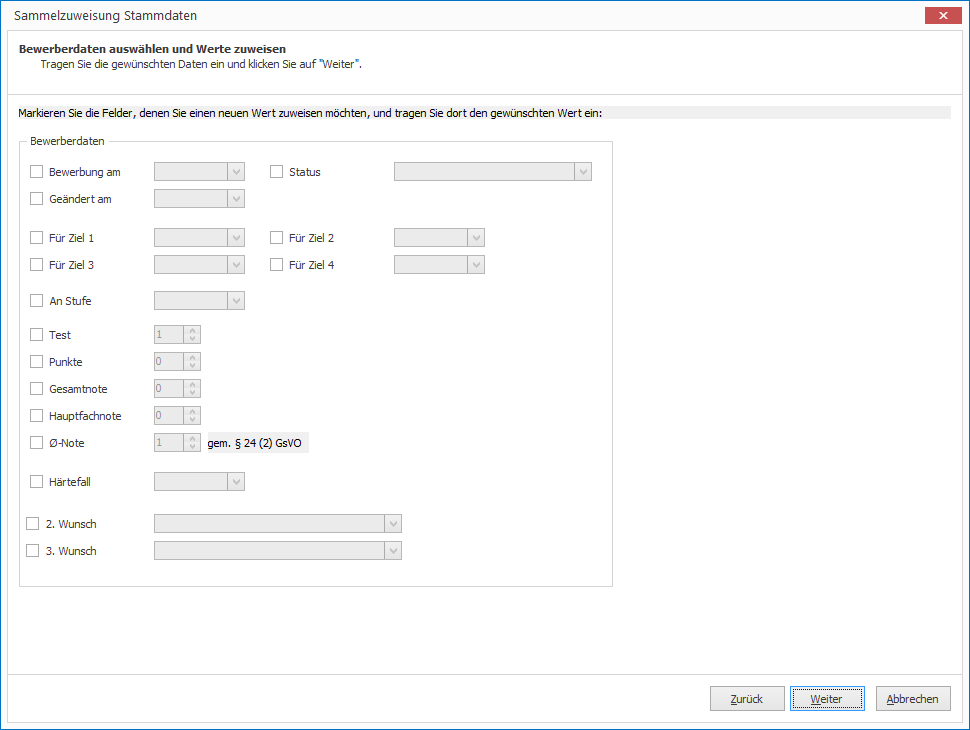 Sammelzuweisung Stammdaten
Bewerberdaten auswählen und Werte zuweisen
Tragen Sie die gewünschten Daten ein und klicken Sie auf "Weiter".
Markieren Sie die Felder, denen Sie einen neuen Wert zuweisen möchten, und tragen Sie dort den gewünschten Wert ein:
Bewerberdaten
Bewerbung am Status
Geändert am
Für Ziel 1 Für Ziel 2
Für Ziel 3 Für Ziel 4
An Stufe
Test 1
Punkte 0
Gesamtnote 0
Hauptfachnote 0
Ø-Note 1 gem. § 24 (2) GsVO
Härtefall
2. Wunsch
3. Wunsch
Zurück Weiter Abbrechen